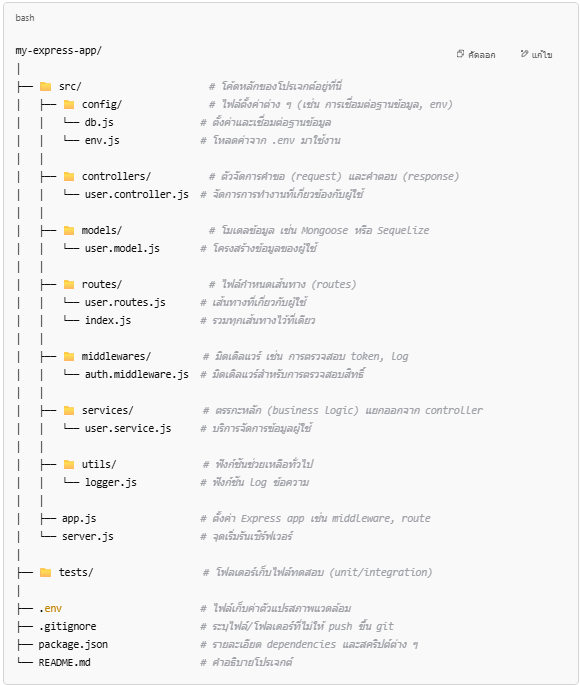 bash
my-express-app/
คัดลอก แก้ไข
│
├── src/ # โค้ดหลักของโปรเจกต์อยู่ที่นี่
│ ├── config/ # ไฟล์ตั้งค่าต่าง ๆ (เช่น การเชื่อมต่อฐานข้อมูล, env)
│ │ └── db.js # ตั้งค่าและเชื่อมต่อฐานข้อมูล
│ │ └── env.js # โหลดค่าจาก .env มาใช้งาน
│ │
│ ├── controllers/ # ตัวจัดการคำขอ (request) และคำตอบ (response)
│ │ └── user.controller.js # จัดการการทำงานที่เกี่ยวข้องกับผู้ใช้
│ │
│ ├── models/ # โมเดลข้อมูล เช่น Mongoose หรือ Sequelize
│ │ └── user.model.js # โครงสร้างข้อมูลของผู้ใช้
│ │
│ ├── routes/ # ไฟล์กำหนดเส้นทาง (routes)
│ │ └── user.routes.js # เส้นทางที่เกี่ยวกับผู้ใช้
│ │ └── index.js # รวมทุกเส้นทางไว้ที่เดียว
│ │
│ ├── middlewares/ # มิดเดิลแวร์ เช่น การตรวจสอบ token, log
│ │ └── auth.middleware.js # มิดเดิลแวร์สำหรับการตรวจสอบสิทธิ์
│ │
│ ├── services/ # ตรรกะหลัก (business logic) แยกออกจาก controller
│ │ └── user.service.js # บริการจัดการข้อมูลผู้ใช้
│ │
│ ├── utils/ # ฟังก์ชันช่วยเหลือทั่วไป
│ │ └── logger.js # ฟังก์ชัน log ข้อความ
│ │
│ ├── app.js # ตั้งค่า Express app เช่น middleware, route
│ └── server.js # จุดเริ่มรันเซิร์ฟเวอร์
│
├── tests/ # โฟลเดอร์เก็บไฟล์ทดสอบ (unit/integration)
│
├── .env # ไฟล์เก็บค่าตัวแปรสภาพแวดล้อม
├── .gitignore # ระบุไฟล์/โฟลเดอร์ที่ไม่ให้ push ขึ้น git
├── package.json # รายละเอียด dependencies และสคริปต์ต่าง ๆ
└── README.md # คำอธิบายโปรเจกต์